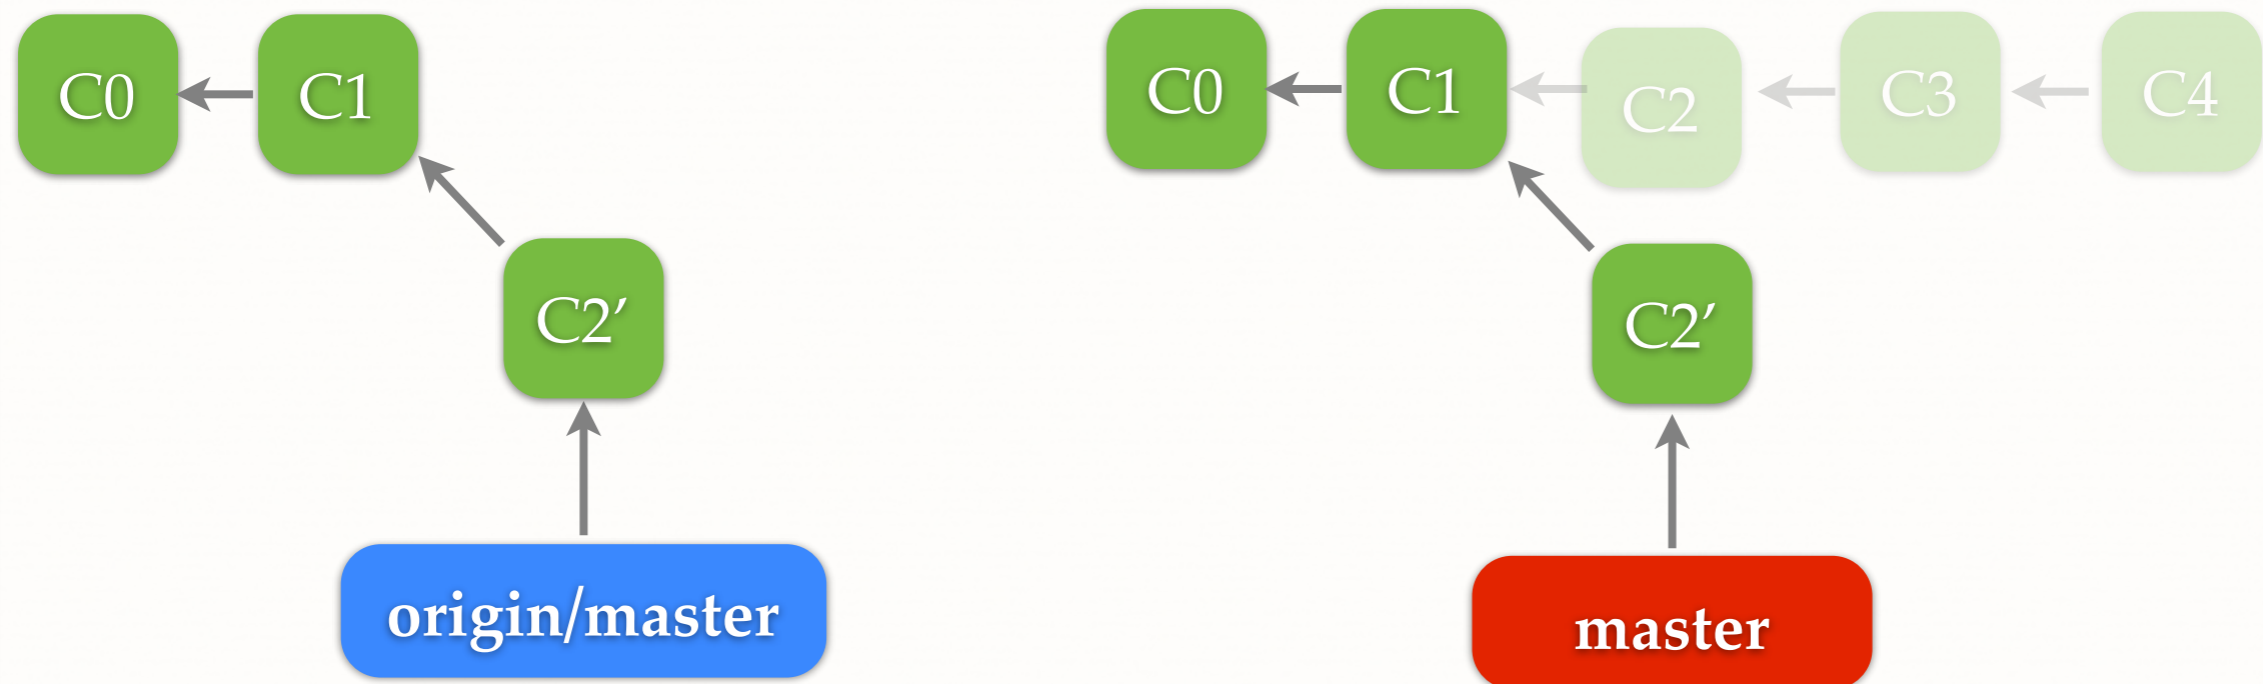 C0 C1 C0 C1 C2 C3 C4
C2′ C2′
origin/master master